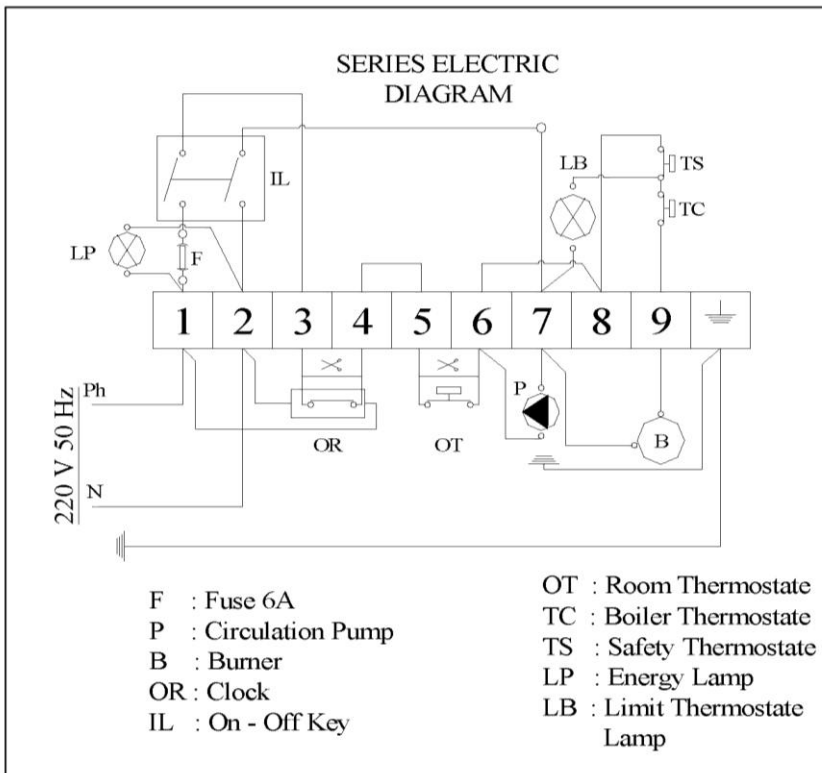 SERIES ELECTRIC
DIAGRAM
IL
LB
TS
TC
LP
F
1 2 3 4 5 6 7 8 9
Ph
P
OR
OT
B
220 V 50 Hz
N
F : Fuse 6A
P : Circulation Pump
B : Burner
OR : Clock
IL : On - Off Key
OT : Room Thermostate
TC : Boiler Thermostate
TS : Safety Thermostate
LP : Energy Lamp
LB : Limit Thermostate
Lamp